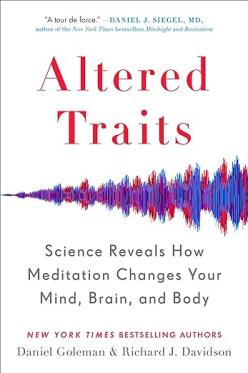 "A tour de force."—DANIEL J. SIEGEL, MD,
author of the New York Times bestsellers Mindsight and Brainstorm
Altered
Traits
Science Reveals How
Meditation Changes Your
Mind, Brain, and Body
NEW YORK TIMES BESTSELLING AUTHORS
Daniel Goleman & Richard J. Davidson